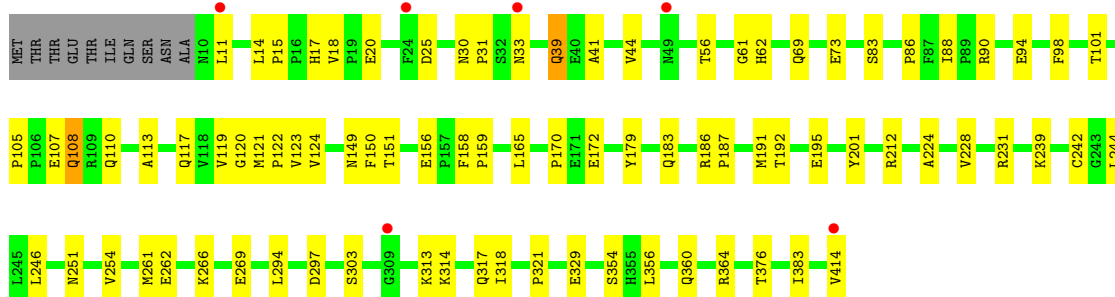 MET THR THR GLU THR ILE GLN SER ASN ALA N10 L11 L14 P15 P16 H17 V18 P19 E20 F24 D25 N30 P31 S32 N33 Q39 E40 A41 V44 N49 T56 G61 H62 Q69 E73 S83 P86 F87 I88 P89 R90 E94 F98 T101
P105 P106 E107 Q108 R109 Q110 A113 Q117 V118 V119 G120 M121 P122 V123 V124 N149 F150 T151 E156 P157 F158 P159 L165 P170 E171 E172 Y179 Q183 R186 P187 M191 T192 E195 Y201 R212 A224 V228 R231 K239 C242 G243 L244
L245 L246 N251 V254 M261 E262 K266 E269 L294 D297 S303 G309 K313 K314 Q317 I318 P321 E329 S354 H355 L356 Q360 R364 T376 I383 V414